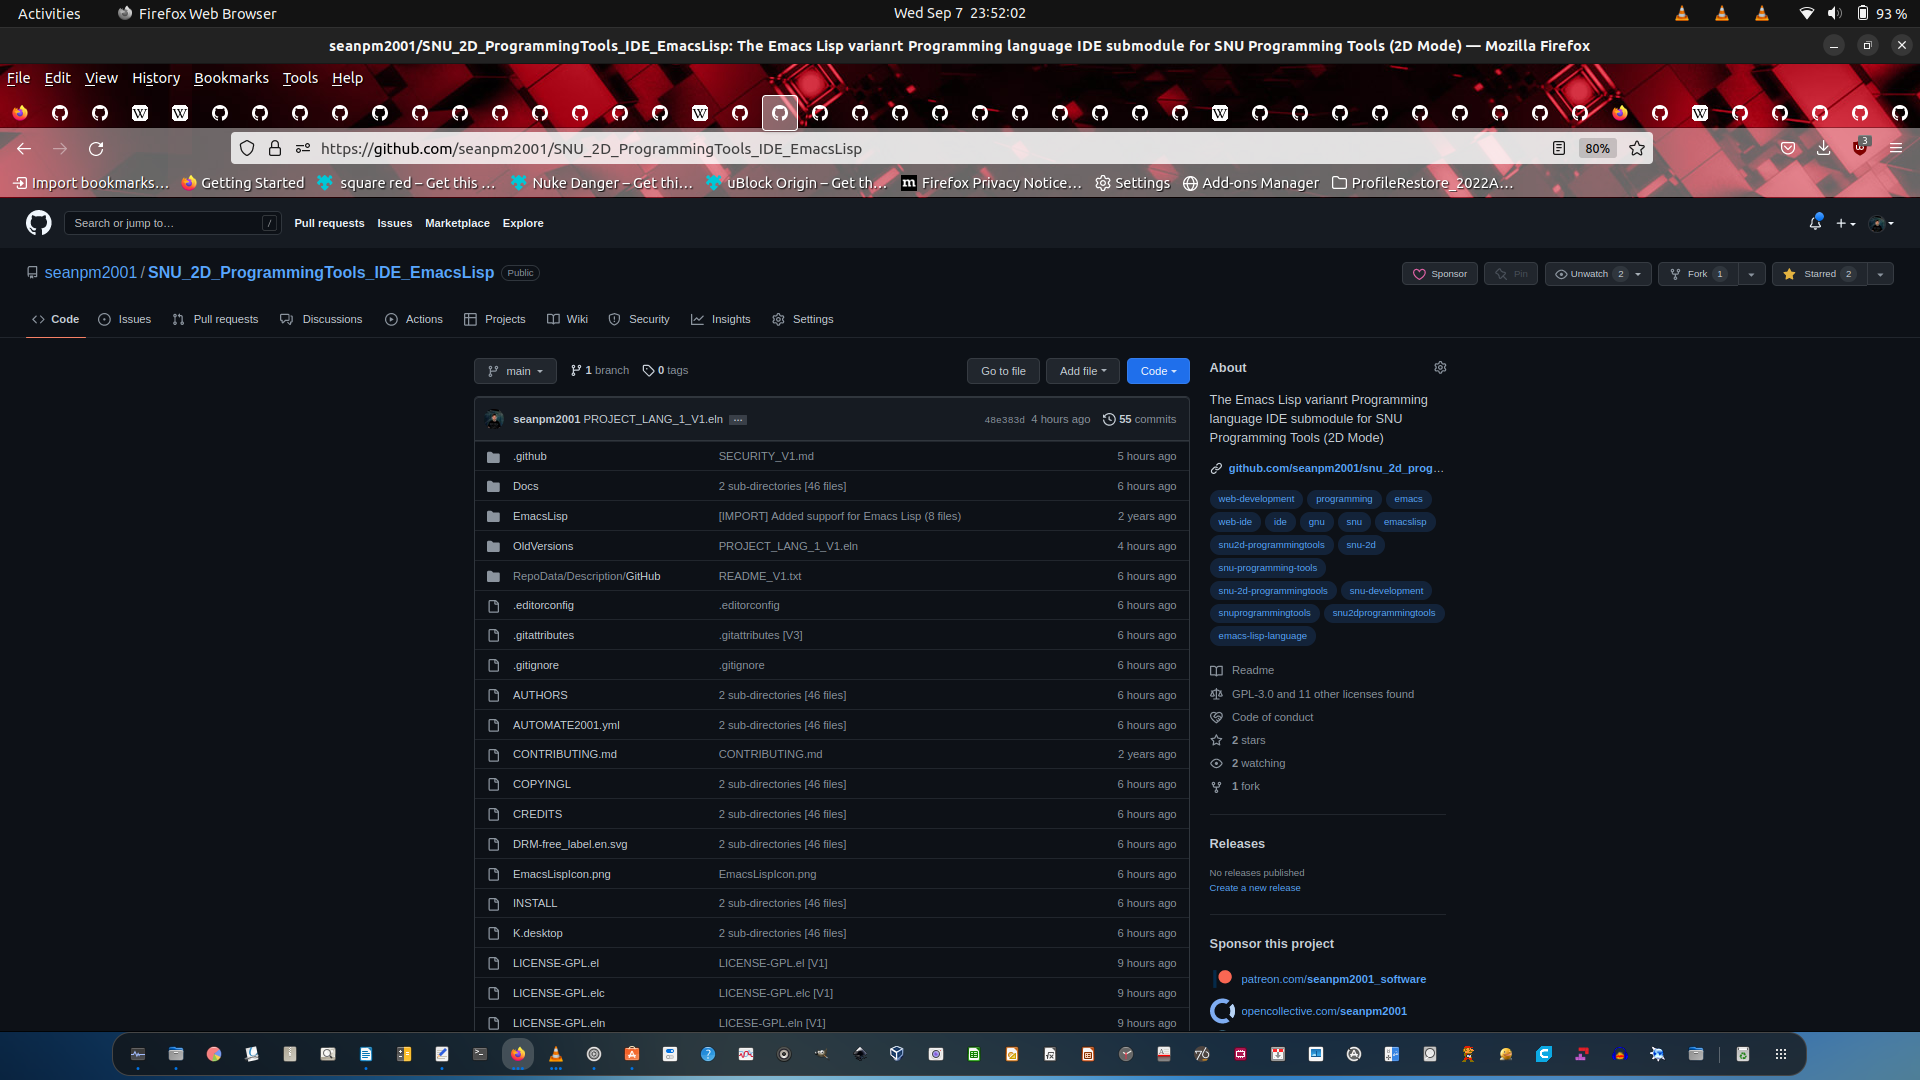 Activities
Firefox Web Browser
Wed Sep 7 23:52:02
93 %
seanpm2001/SNU_2D_ProgrammingTools_IDE_EmacsLisp: The Emacs Lisp varianrt Programming language IDE submodule for SNU Programming Tools (2D Mode) — Mozilla Firefox
File Edit View History Bookmarks Tools Help
https://github.com/seanpm2001/SNU_2D_ProgrammingTools_IDE_EmacsLisp
80%
3
Import bookmarks…
Getting Started
square red – Get this …
Nuke Danger – Get thi…
uBlock Origin – Get th…
Firefox Privacy Notice…
Settings
Add-ons Manager
ProfileRestore_2022A…
Search or jump to…
/
Pull requests Issues Marketplace Explore
seanpm2001 / SNU_2D_ProgrammingTools_IDE_EmacsLisp
Public
Sponsor
Pin
Unwatch 2
Fork 1
Starred 2
Code
Issues
Pull requests
Discussions
Actions
Projects
Wiki
Security
Insights
Settings
main
1 branch
0 tags
Go to file
Add file
Code
seanpm2001 PROJECT_LANG_1_V1.eln … 48e383d 4 hours ago 55 commits
.github SECURITY_V1.md 5 hours ago
Docs 2 sub-directories [46 files] 6 hours ago
EmacsLisp [IMPORT] Added supporf for Emacs Lisp (8 files) 2 years ago
OldVersions PROJECT_LANG_1_V1.eln 4 hours ago
RepoData/Description/GitHub README_V1.txt 6 hours ago
.editorconfig .editorconfig 6 hours ago
.gitattributes .gitattributes [V3] 6 hours ago
.gitignore .gitignore 6 hours ago
AUTHORS 2 sub-directories [46 files] 6 hours ago
AUTOMATE2001.yml 2 sub-directories [46 files] 6 hours ago
CONTRIBUTING.md CONTRIBUTING.md 2 years ago
COPYINGL 2 sub-directories [46 files] 6 hours ago
CREDITS 2 sub-directories [46 files] 6 hours ago
DRM-free_label.en.svg 2 sub-directories [46 files] 6 hours ago
EmacsLispIcon.png EmacsLispIcon.png 6 hours ago
INSTALL 2 sub-directories [46 files] 6 hours ago
K.desktop 2 sub-directories [46 files] 6 hours ago
LICENSE-GPL.el LICENSE-GPL.el [V1] 9 hours ago
LICENSE-GPL.elc LICENSE-GPL.elc [V1] 9 hours ago
LICENSE-GPL.eln LICESE-GPL.eln [V1] 9 hours ago
About
The Emacs Lisp varianrt Programming
language IDE submodule for SNU
Programming Tools (2D Mode)
github.com/seanpm2001/snu_2d_prog…
web-development programming emacs
web-ide ide gnu snu emacslisp
snu2d-programmingtools snu-2d
snu-programming-tools
snu-2d-programmingtools snu-development
snuprogrammingtools snu2dprogrammingtools
emacs-lisp-language
Readme
GPL-3.0 and 11 other licenses found
Code of conduct
2 stars
2 watching
1 fork
Releases
No releases published
Create a new release
Sponsor this project
patreon.com/seanpm2001_software
opencollective.com/seanpm2001